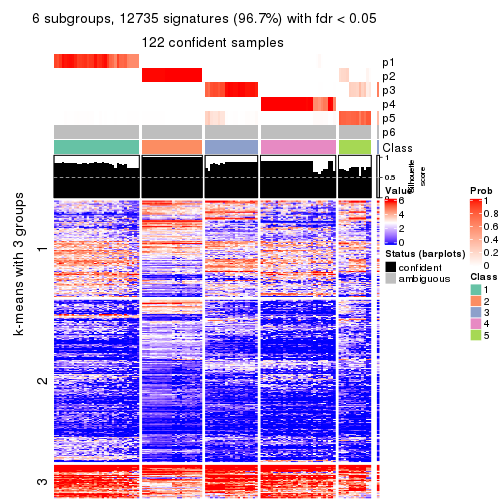 6 subgroups, 12735 signatures (96.7%) with fdr < 0.05
122 confident samples
p1
p2
p3
p4
p5
p6
Class
1
0.5
0
Silhouette
score
k-means with 3 groups
1
2
3
Value
6
4
2
0
Status (barplots)
confident
ambiguous
Prob
1
0.8
0.6
0.4
0.2
0
Class
1
2
3
4
5